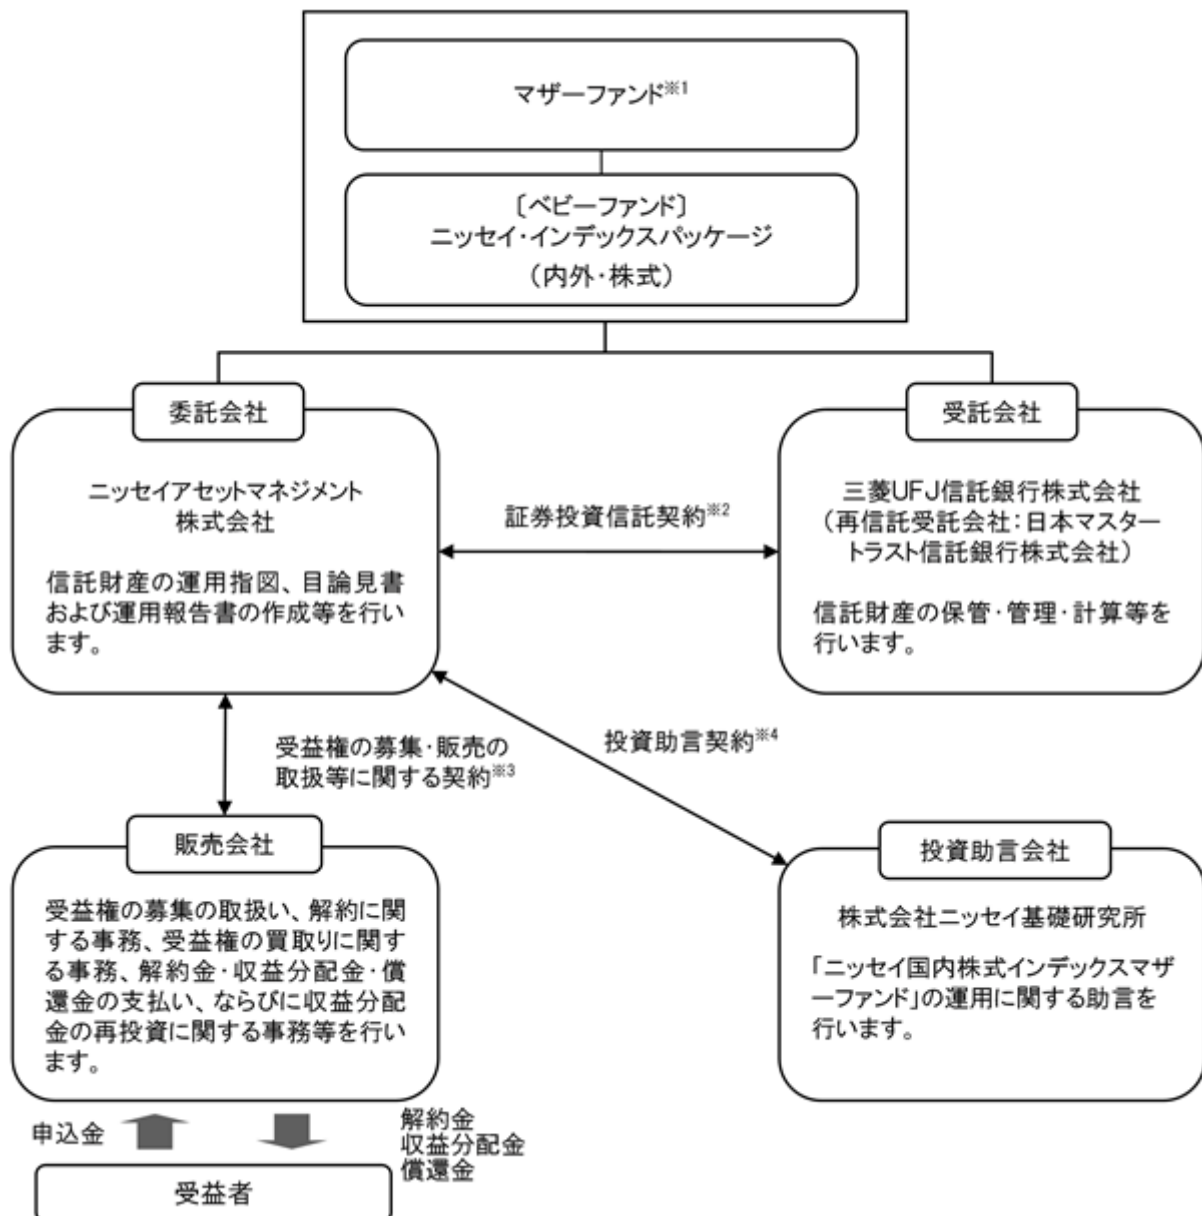 マザーファンド※1
〔ベビーファンド〕
ニッセイ・インデックスパッケージ
（内外・株式）
委託会社
ニッセイアセットマネジメント
株式会社
信託財産の運用指図、目論見書
および運用報告書の作成等を行い
ます。
受託会社
三菱UFJ信託銀行株式会社
（再信託受託会社：日本マスター
トラスト信託銀行株式会社）
信託財産の保管・管理・計算等を
行います。
証券投資信託契約※2
受益権の募集・販売の
取扱等に関する契約※3
投資助言契約※4
販売会社
受益権の募集の取扱い、解約に関
する事務、受益権の買取りに関す
る事務、解約金・収益分配金・償
還金の支払い、ならびに収益分配
金の再投資に関する事務等を行い
ます。
投資助言会社
株式会社ニッセイ基礎研究所
「ニッセイ国内株式インデックスマザ
ーファンド」の運用に関する助言を
行います。
申込金
解約金
収益分配金
償還金
受益者